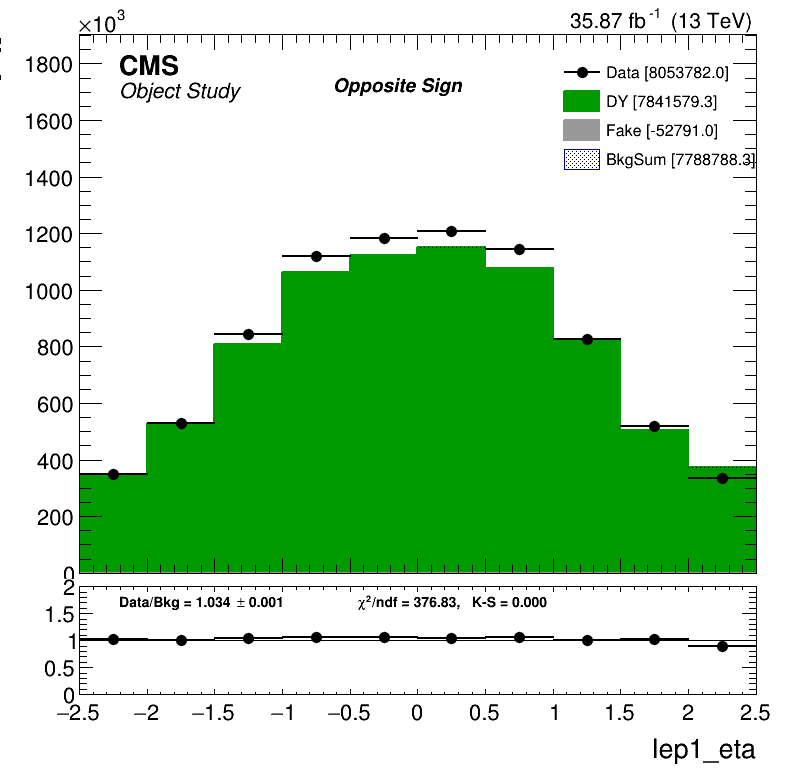 ×10³ 35.87 fb⁻¹ (13 TeV)
CMS
Object Study
Opposite Sign
Data [8053782.0]
DY [7841579.3]
Fake [-52791.0]
BkgSum [7788788.3]
1800
1600
1400
1200
1000
800
600
400
200
0
Data/Bkg = 1.034 ± 0.001 χ²/ndf = 376.83, K-S = 0.000
2
1.5
1
0.5
0
−2.5 −2 −1.5 −1 −0.5 0 0.5 1 1.5 2 2.5
lep1_eta